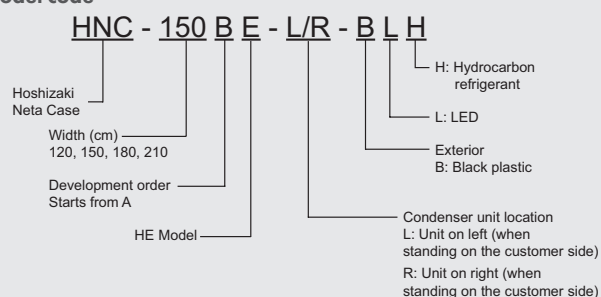 HNC - 150 B E - L/R - B L H
H: Hydrocarbon
refrigerant
Hoshizaki
Neta Case
L: LED
Width (cm)
120, 150, 180, 210
Exterior
B: Black plastic
Development order
Starts from A
HE Model
Condenser unit location
L: Unit on left (when
standing on the customer side)
R: Unit on right (when
standing on the customer side)